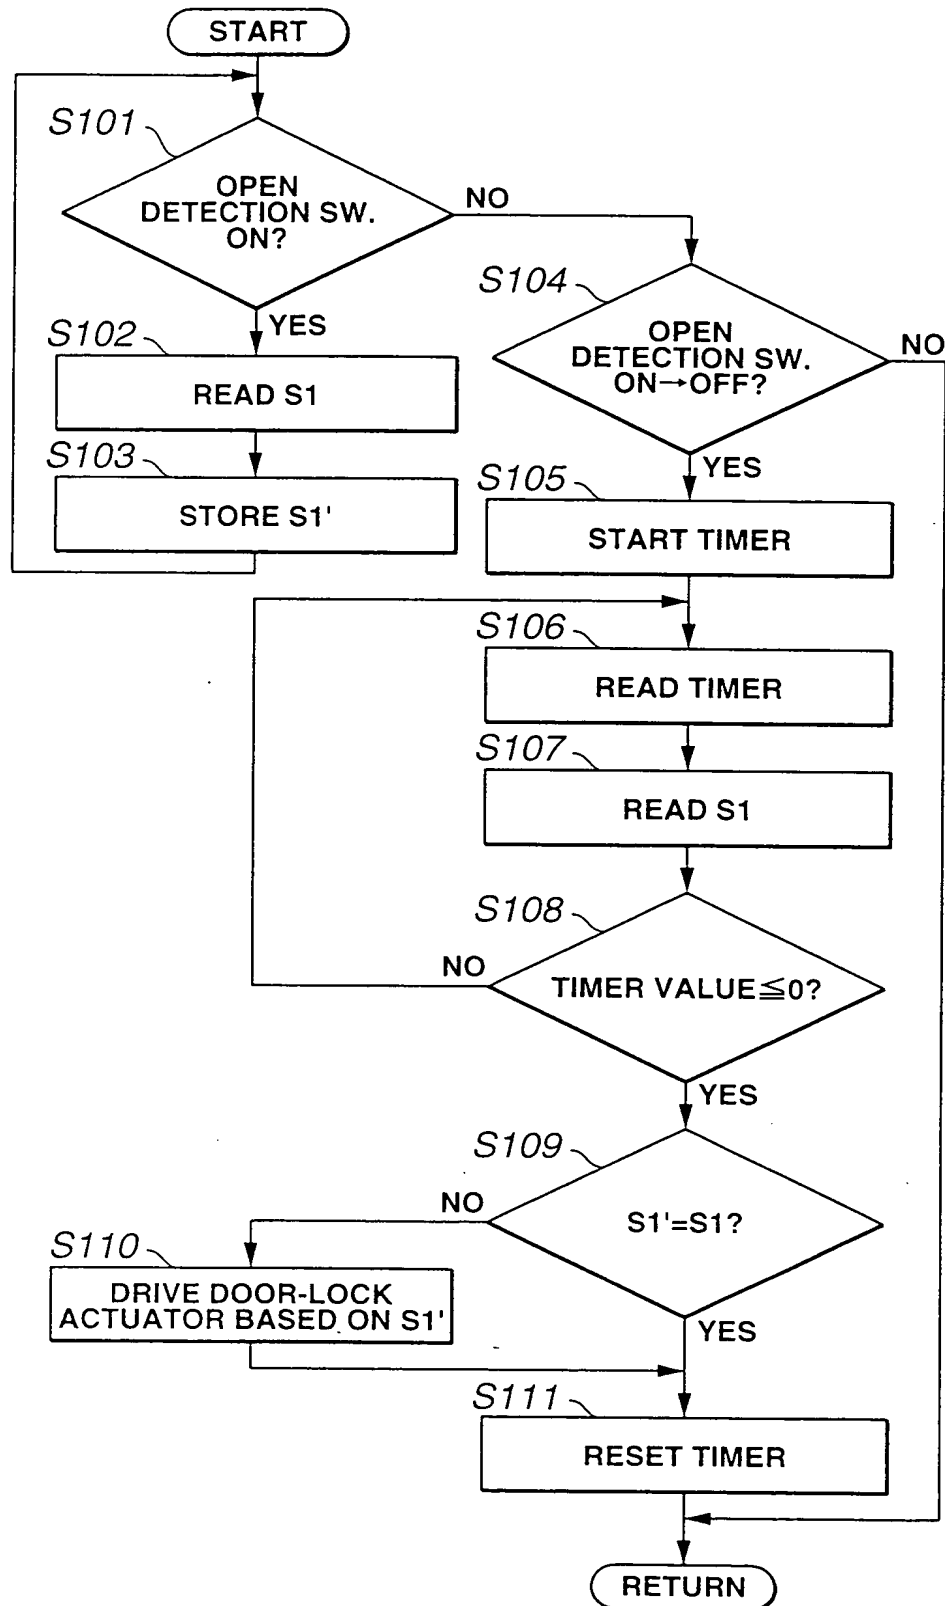 START
S101
OPEN
DETECTION SW.
ON?
NO
YES
S102
READ S1
S103
STORE S1'
S104
OPEN
DETECTION SW.
ON→OFF?
NO
YES
S105
START TIMER
S106
READ TIMER
S107
READ S1
S108
NO
TIMER VALUE≦0?
YES
S109
NO
S1'=S1?
S110
DRIVE DOOR-LOCK
ACTUATOR BASED ON S1'
YES
S111
RESET TIMER
RETURN